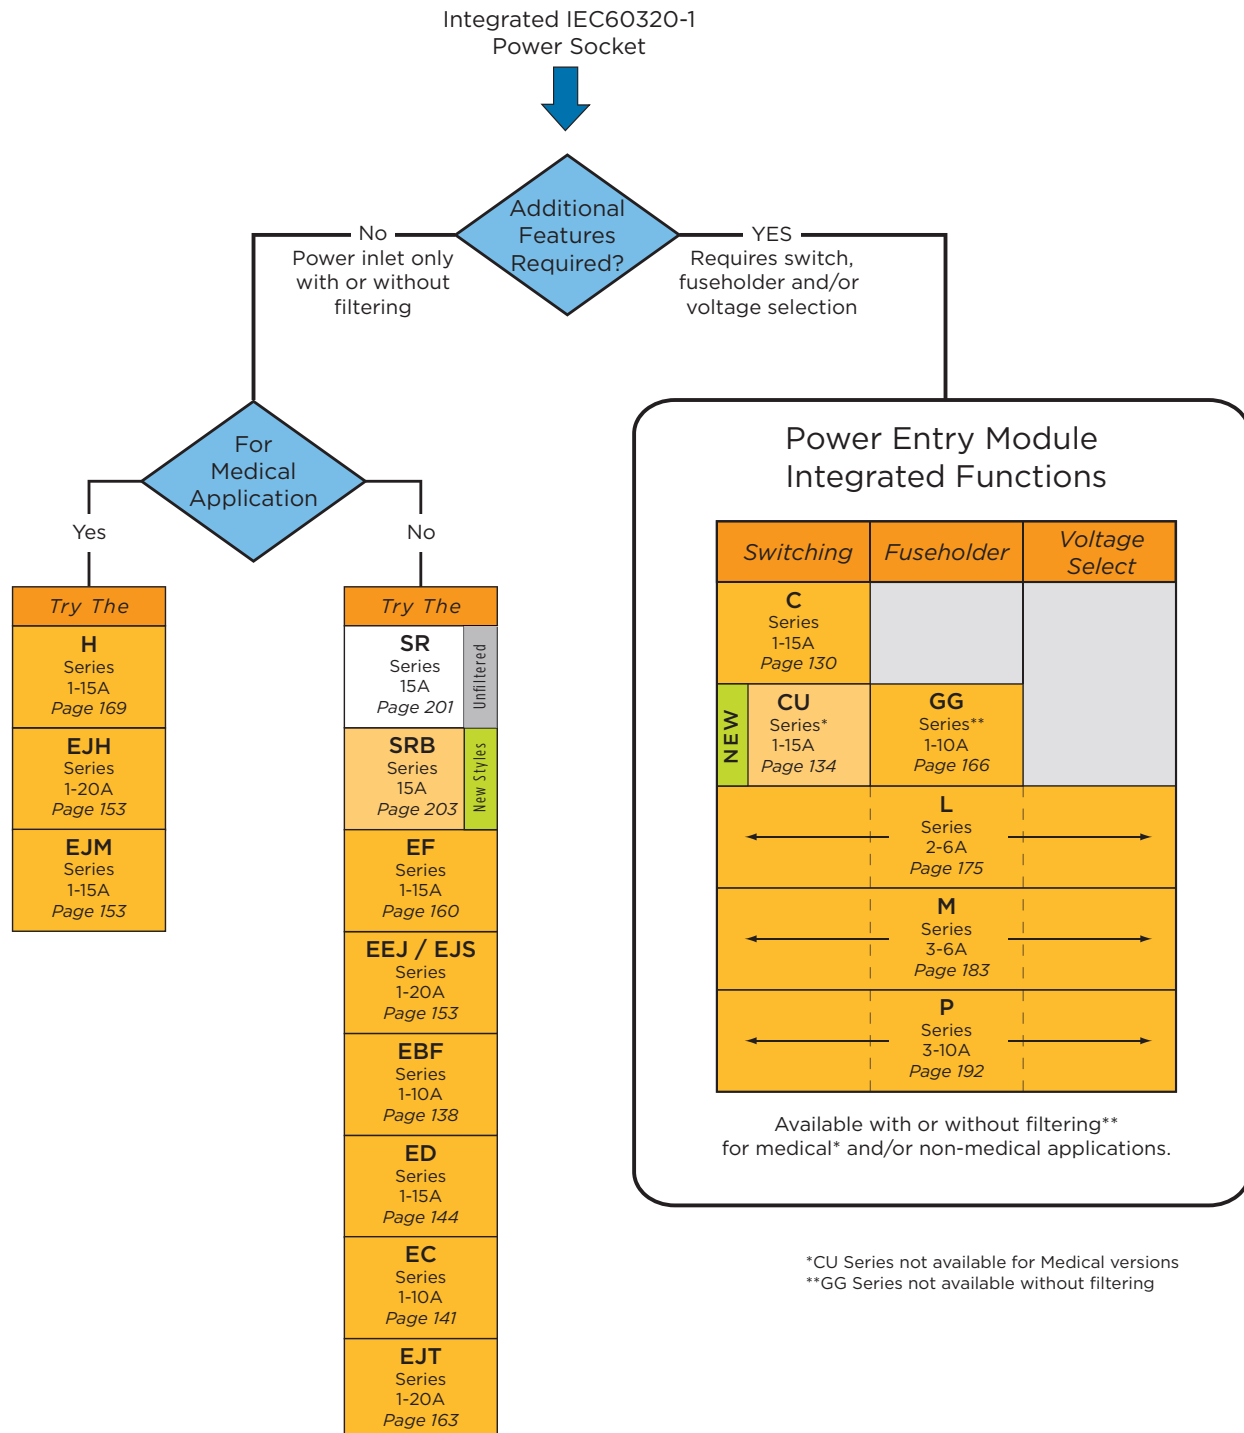 Integrated IEC60320-1
Power Socket
Additional
Features
Required?
No
Power inlet only
with or without
filtering
YES
Requires switch,
fuseholder and/or
voltage selection
For
Medical
Application
Yes
No
Try The
H
Series
1-15A
Page 169
EJH
Series
1-20A
Page 153
EJM
Series
1-15A
Page 153
Try The
SR
Series
15A
Page 201
Unfiltered
SRB
Series
15A
Page 203
New Styles
EF
Series
1-15A
Page 160
EEJ / EJS
Series
1-20A
Page 153
EBF
Series
1-10A
Page 138
ED
Series
1-15A
Page 144
EC
Series
1-10A
Page 141
EJT
Series
1-20A
Page 163
Power Entry Module
Integrated Functions
Switching
Fuseholder
Voltage
Select
C
Series
1-15A
Page 130
NEW
CU
Series*
1-15A
Page 134
GG
Series**
1-10A
Page 166
L
Series
2-6A
Page 175
M
Series
3-6A
Page 183
P
Series
3-10A
Page 192
Available with or without filtering**
for medical* and/or non-medical applications.
*CU Series not available for Medical versions
**GG Series not available without filtering